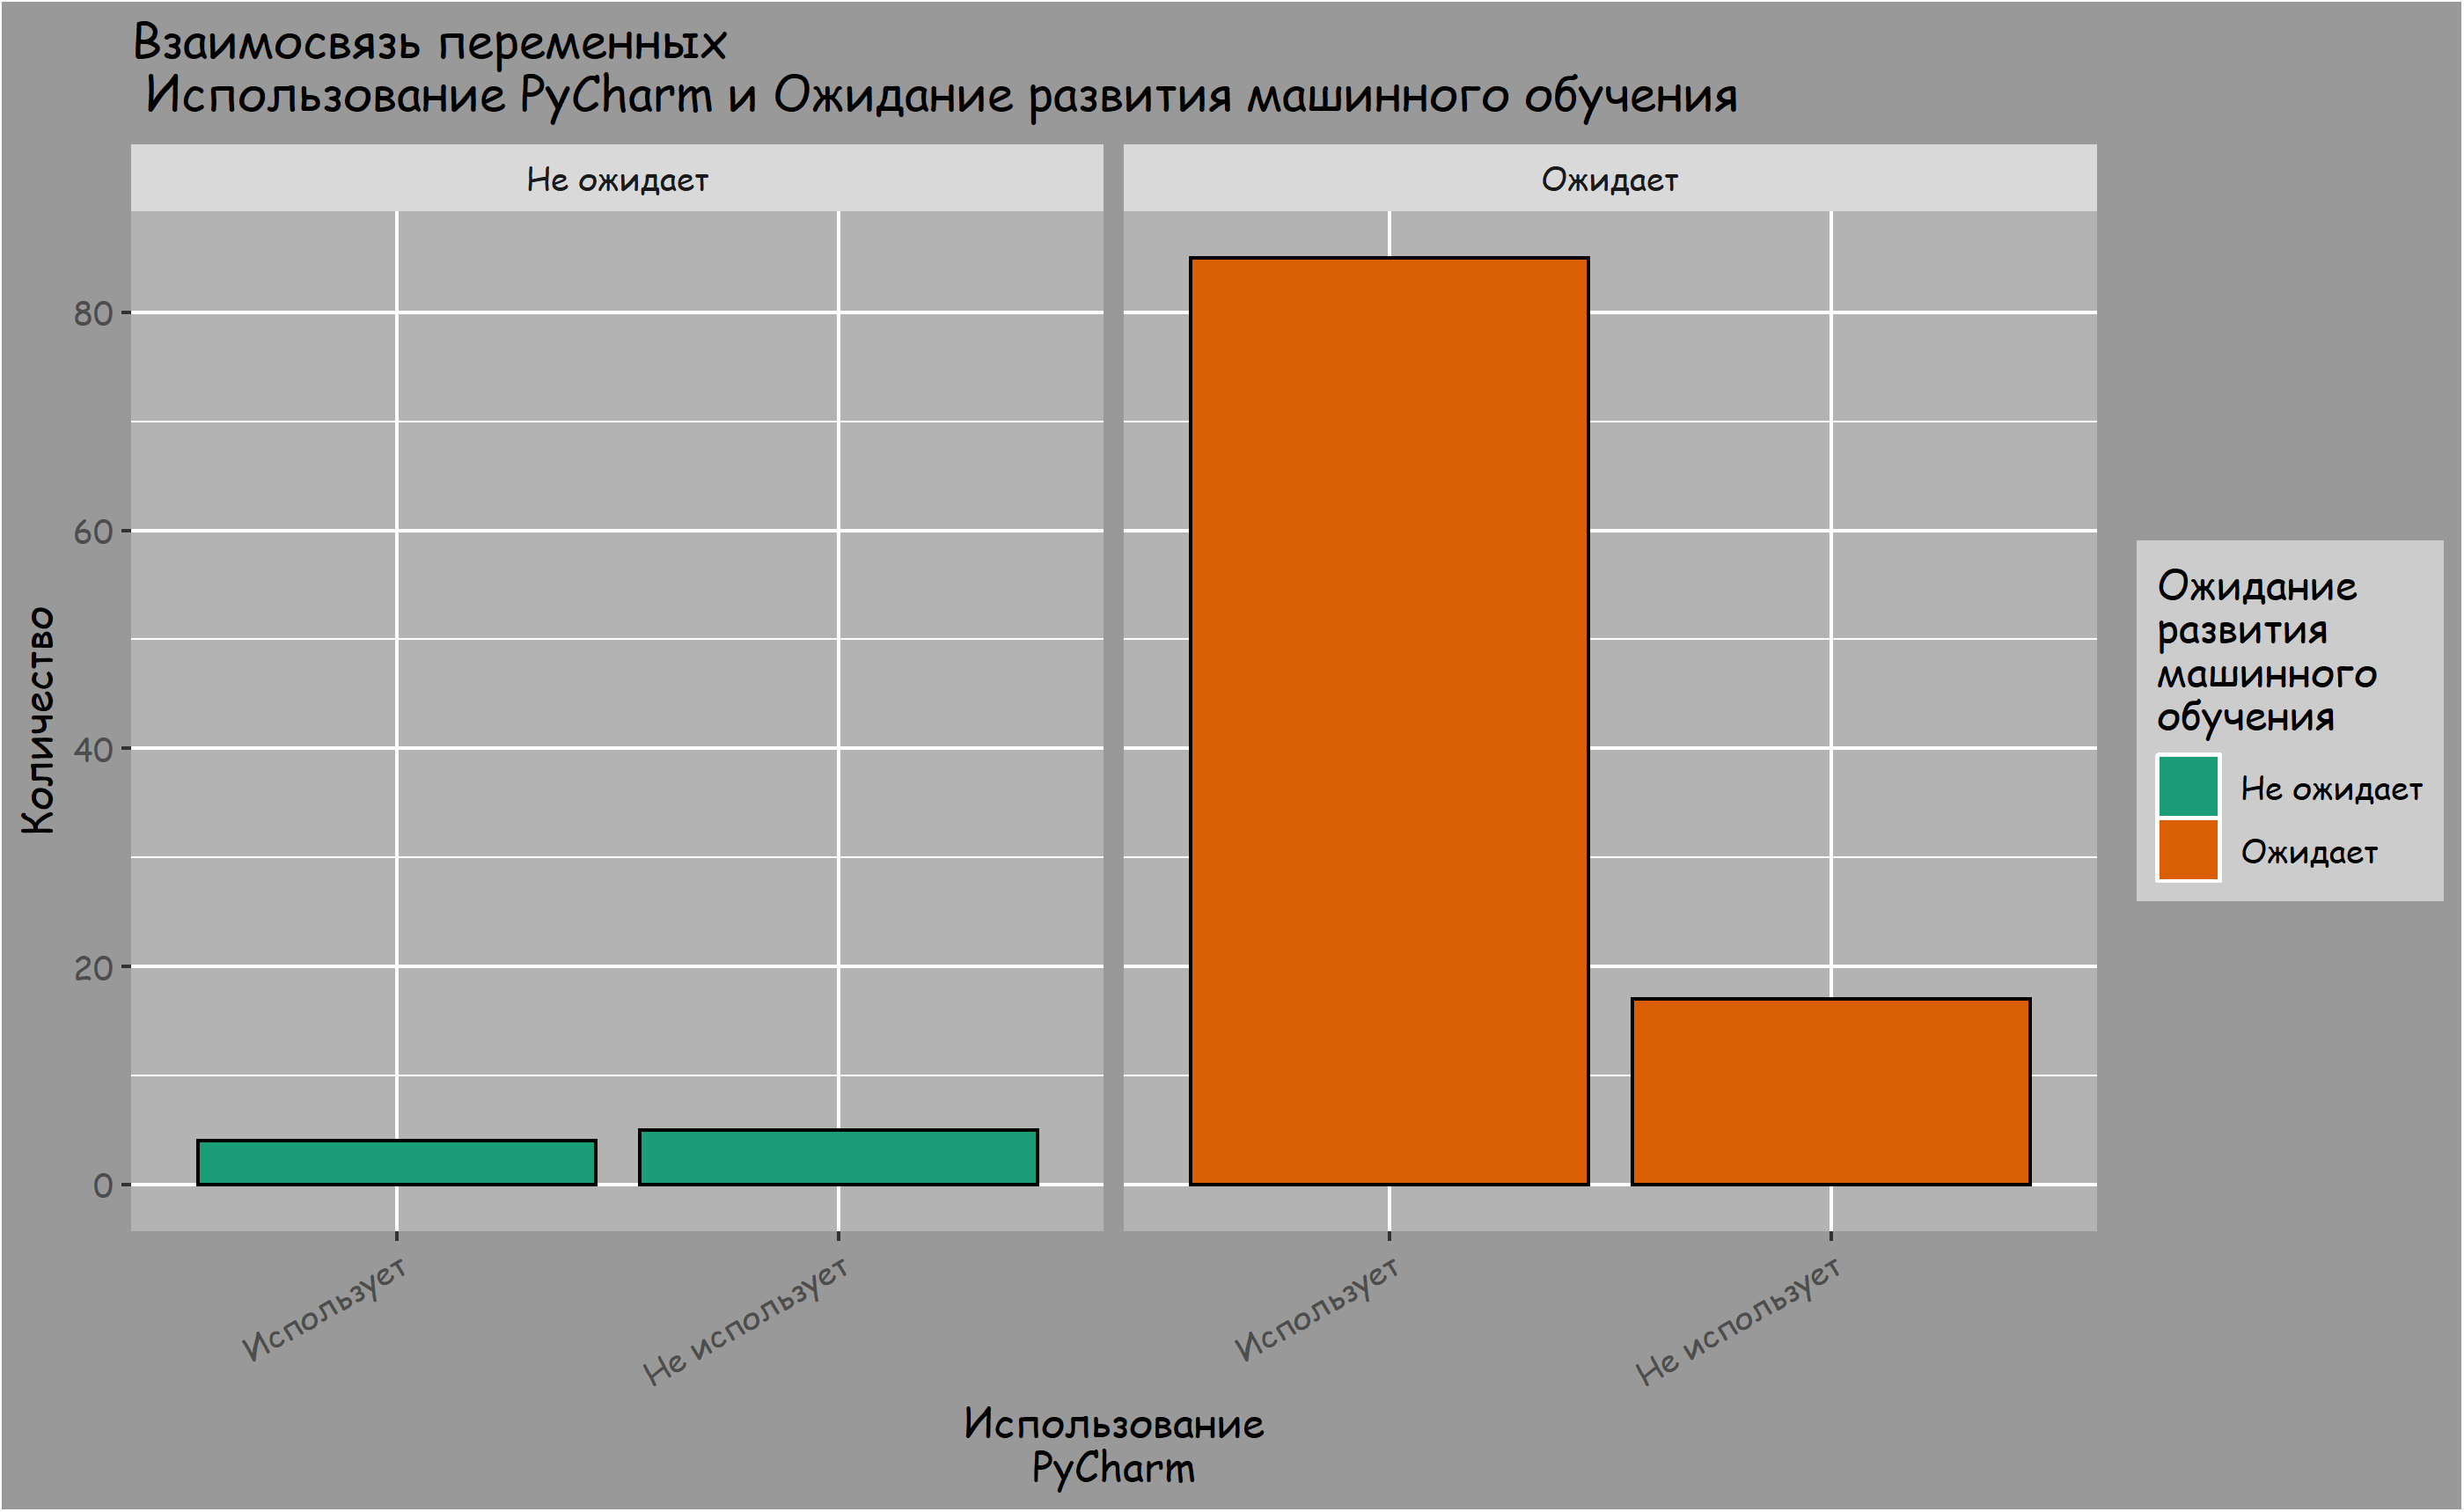 Взаимосвязь переменных
Использование PyCharm и Ожидание развития машинного обучения
Не ожидает
Ожидает
80
60
40
20
0
Количество
Использует
Не использует
Использует
Не использует
Использование
PyCharm
Ожидание
развития
машинного
обучения
Не ожидает
Ожидает